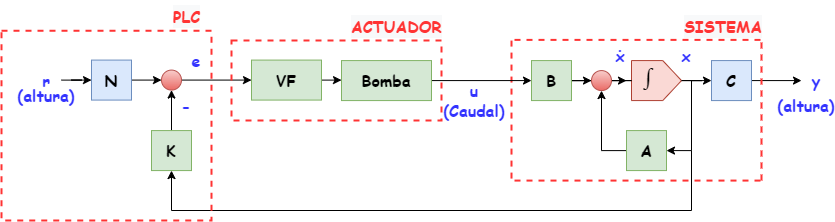 PLC
ACTUADOR
SISTEMA
r
(altura)
N
e
-
K
VF
Bomba
u
(Caudal)
B
ẋ
∫
x
C
A
y
(altura)